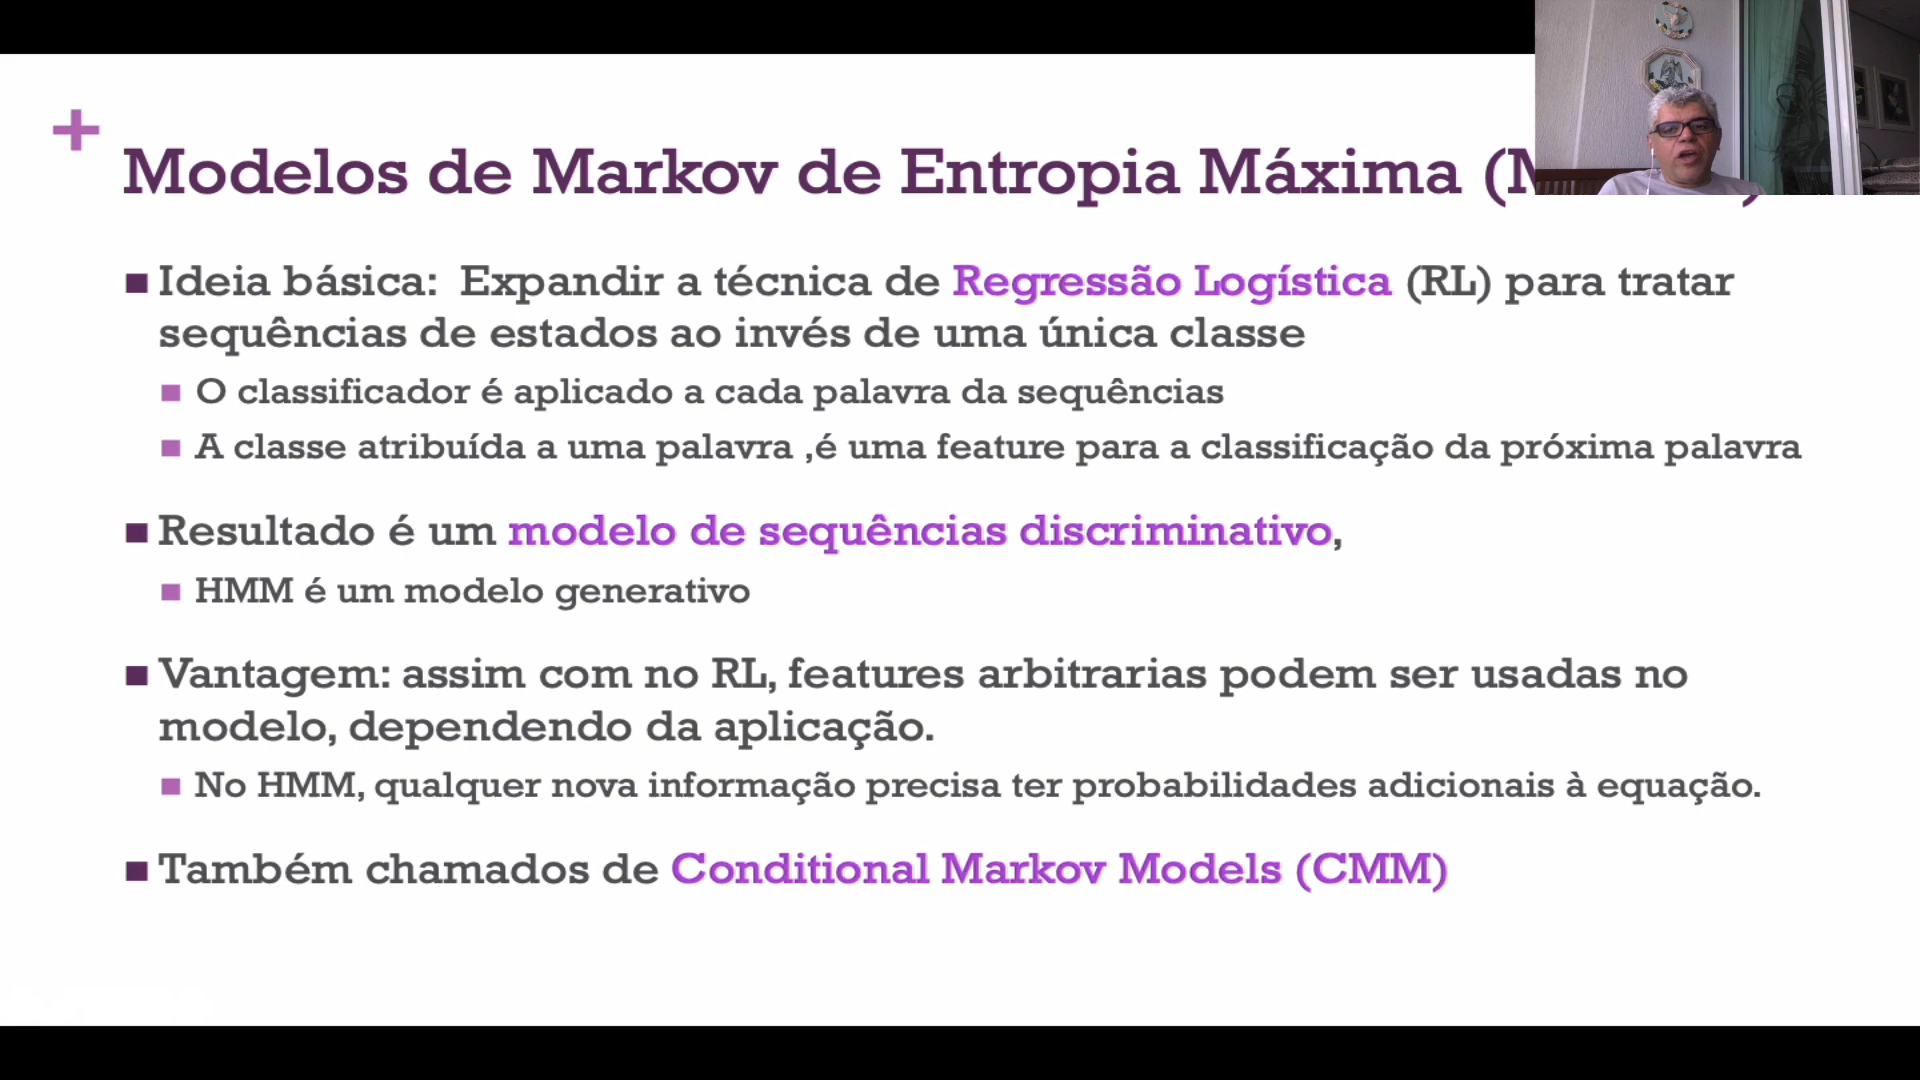 +
Modelos de Markov de Entropia Máxima
■ Ideia básica: Expandir a técnica de Regressão Logística (RL) para tratar
sequências de estados ao invés de uma única classe
■ O classificador é aplicado a cada palavra da sequências
■ A classe atribuída a uma palavra ,é uma feature para a classificação da próxima palavra
■ Resultado é um modelo de sequências discriminativo,
■ HMM é um modelo generativo
■ Vantagem: assim com no RL, features arbitrarias podem ser usadas no
modelo, dependendo da aplicação.
■ No HMM, qualquer nova informação precisa ter probabilidades adicionais à equação.
■ Também chamados de Conditional Markov Models (CMM)